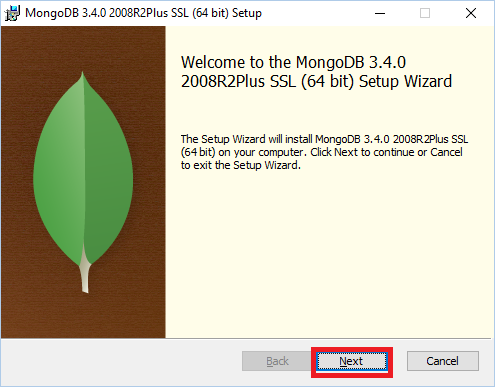 MongoDB 3.4.0 2008R2Plus SSL (64 bit) Setup
Welcome to the MongoDB 3.4.0
2008R2Plus SSL (64 bit) Setup Wizard
The Setup Wizard will install MongoDB 3.4.0 2008R2Plus SSL
(64 bit) on your computer. Click Next to continue or Cancel
to exit the Setup Wizard.
Back Next Cancel